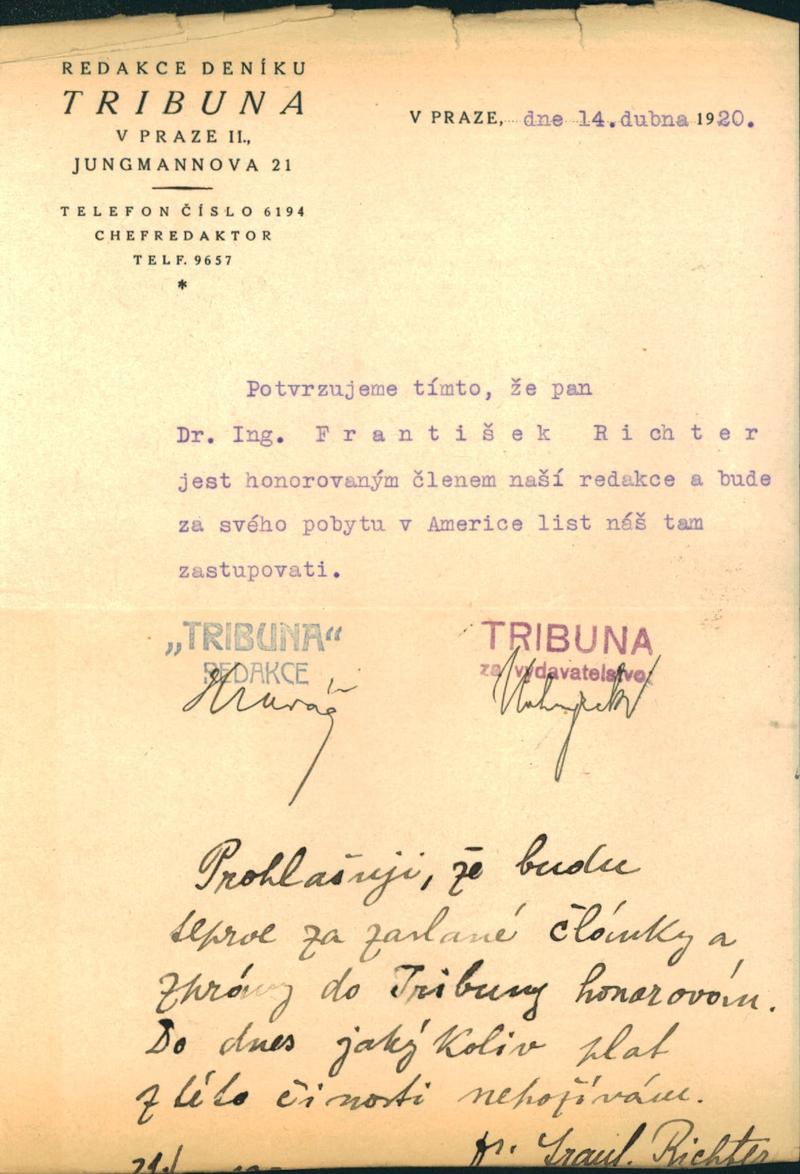 REDAKCE DENÍKU
TRIBUNA
V PRAZE II.,
JUNGMANNOVA 21
TELEFON ČÍSLO 6194
CHEFREDAKTOR
TELF. 9657
*
V PRAZE, dne 14.dubna 1920.
Potvrzujeme tímto, že pan
Dr. Ing. František Richter
jest honorovaným členem naší redakce a bude
za svého pobytu v Americe list náš tam
zastupovati.
„TRIBUNA“
REDAKCE
TRIBUNA
za vydavatelstvo
Prohlašuji, že budu
teprve za zaslané články a
zprávy do Tribuny honorován.
Do dnes jakýkoliv plat
z této činosti nepožívám.
Dr. Richter